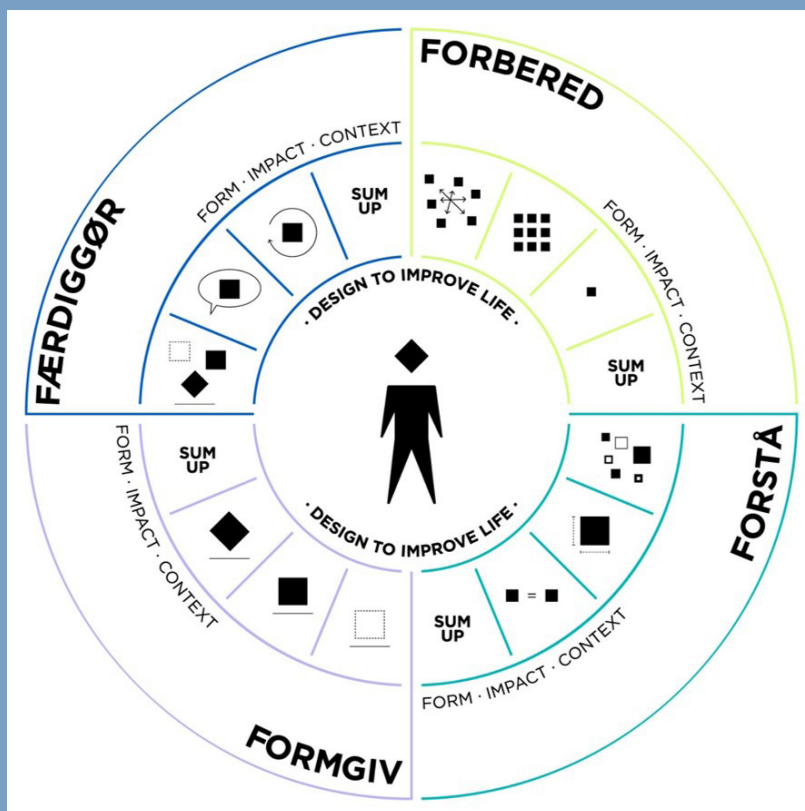 FORBERED
FORM · IMPACT · CONTEXT
SUM
UP
FORSTÅ
FORM · IMPACT · CONTEXT
=
SUM
UP
FORMGIV
FORM · IMPACT · CONTEXT
SUM
UP
FÆRDIGGØR
FORM · IMPACT · CONTEXT
SUM
UP
· DESIGN TO IMPROVE LIFE ·
· DESIGN TO IMPROVE LIFE ·